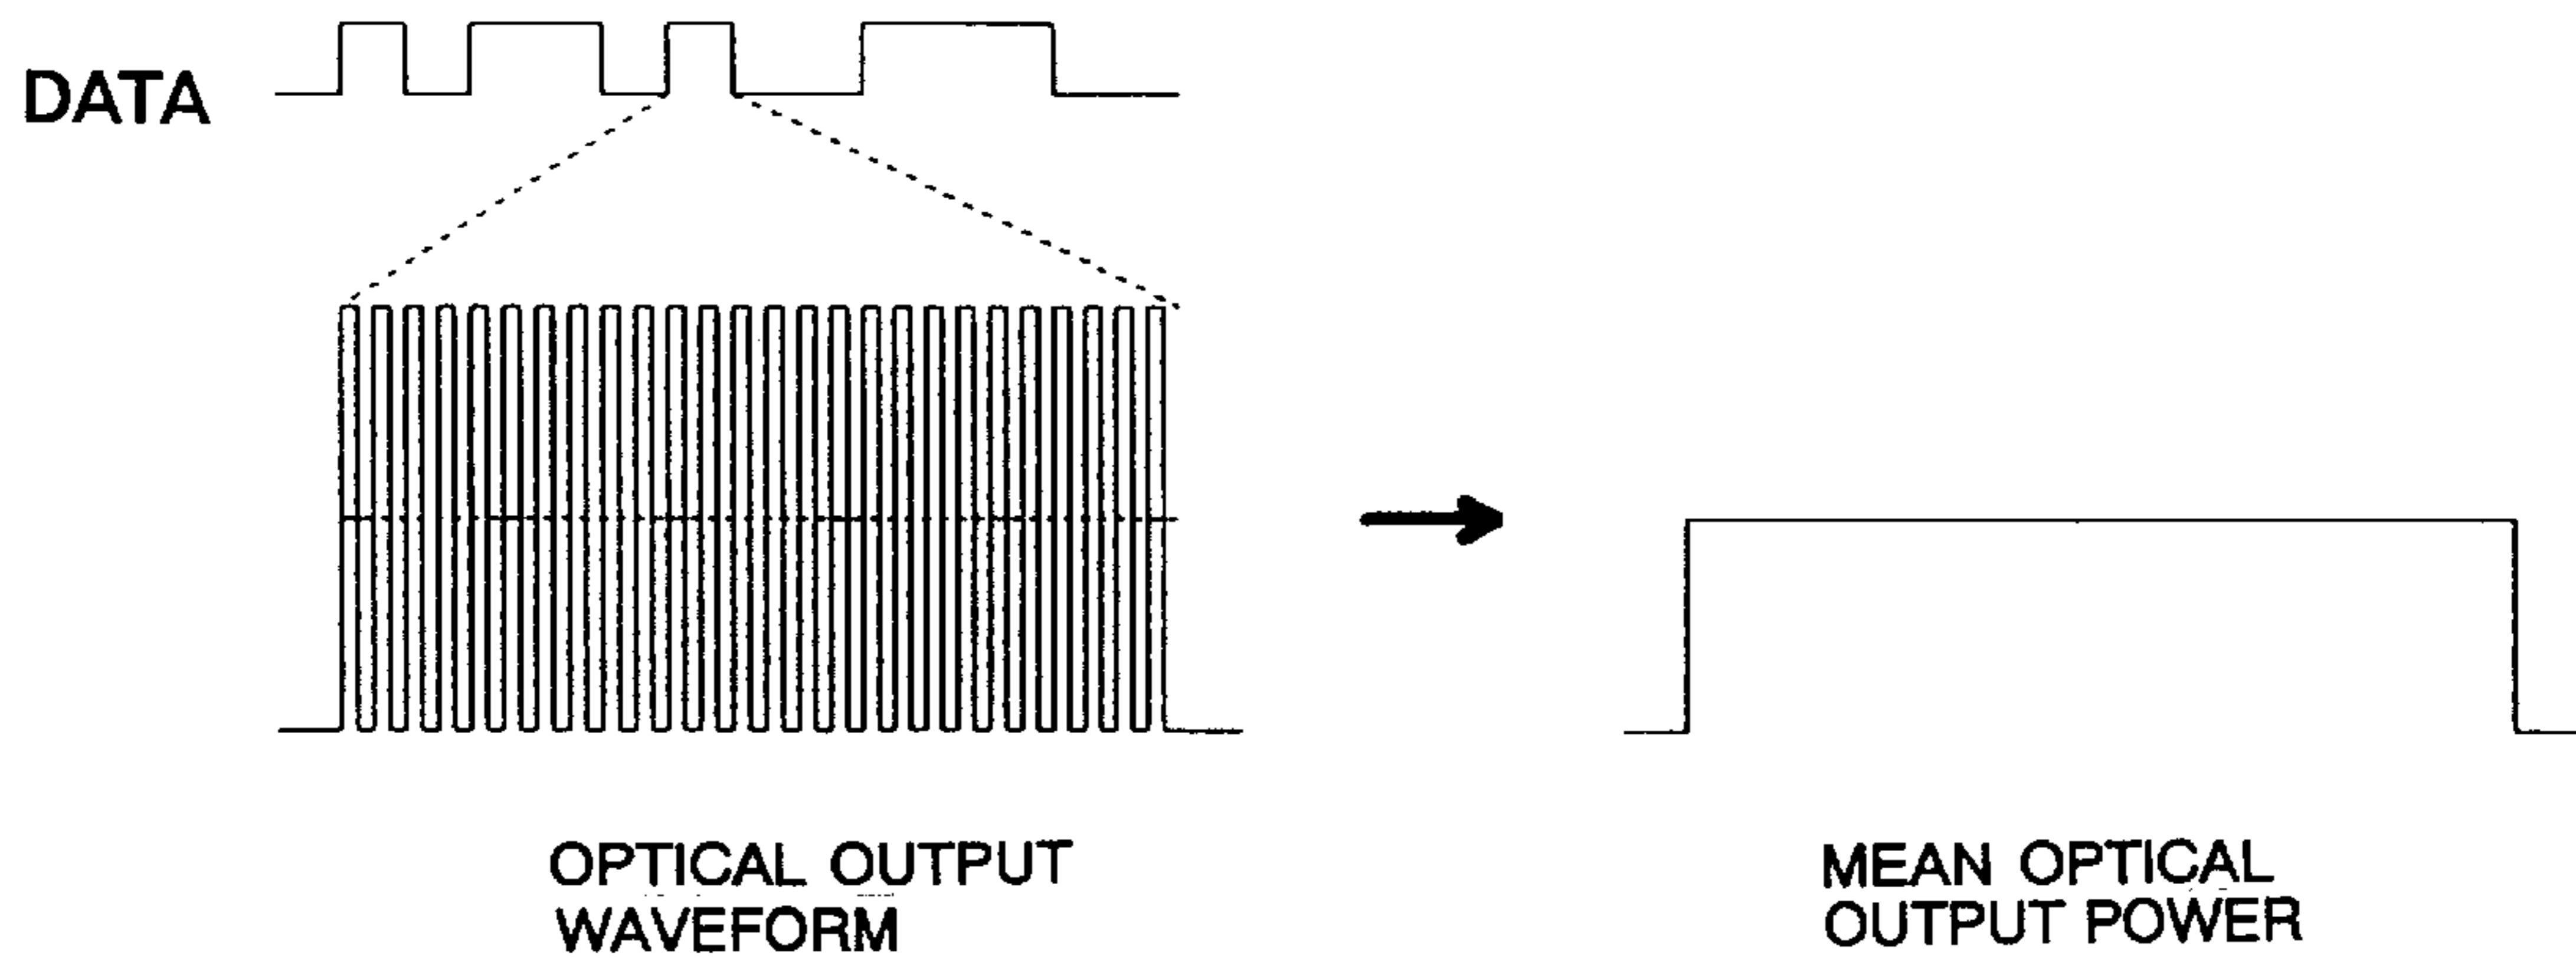 DATA
OPTICAL OUTPUT
WAVEFORM
MEAN OPTICAL
OUTPUT POWER